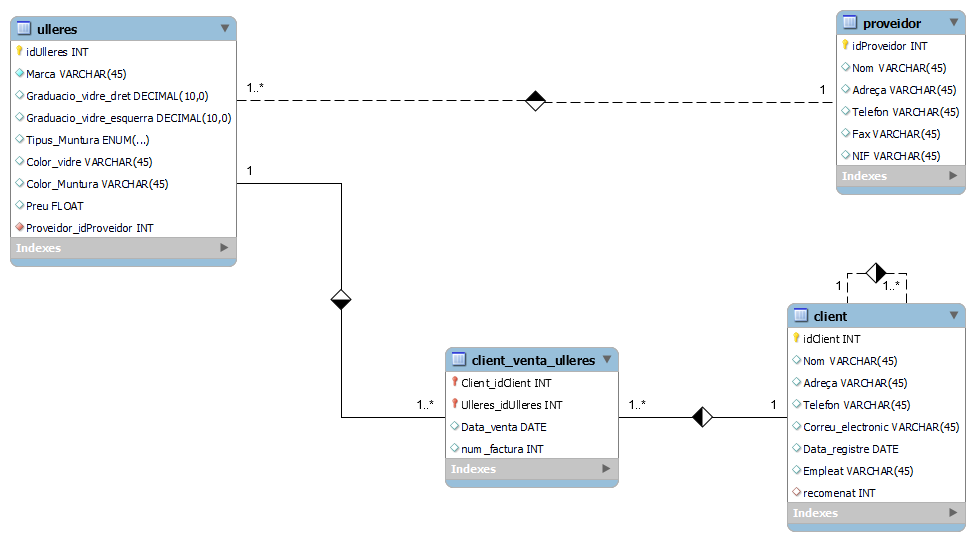 ulleres
idUlleres INT
Marca VARCHAR(45)
Graduacio_vidre_dret DECIMAL(10,0)
Graduacio_vidre_esquerra DECIMAL(10,0)
Tipus_Muntura ENUM(...)
Color_vidre VARCHAR(45)
Color_Muntura VARCHAR(45)
Preu FLOAT
Proveidor_idProveidor INT
Indexes
1..*
1
1
proveidor
idProveidor INT
Nom VARCHAR(45)
Adreça VARCHAR(45)
Telefon VARCHAR(45)
Fax VARCHAR(45)
NIF VARCHAR(45)
Indexes
1..*
client_venta_ulleres
Client_idClient INT
Ulleres_idUlleres INT
Data_venta DATE
num_factura INT
Indexes
1..*
1
1
1..*
client
idClient INT
Nom VARCHAR(45)
Adreça VARCHAR(45)
Telefon VARCHAR(45)
Correu_electronic VARCHAR(45)
Data_registre DATE
Empleat VARCHAR(45)
recomenat INT
Indexes